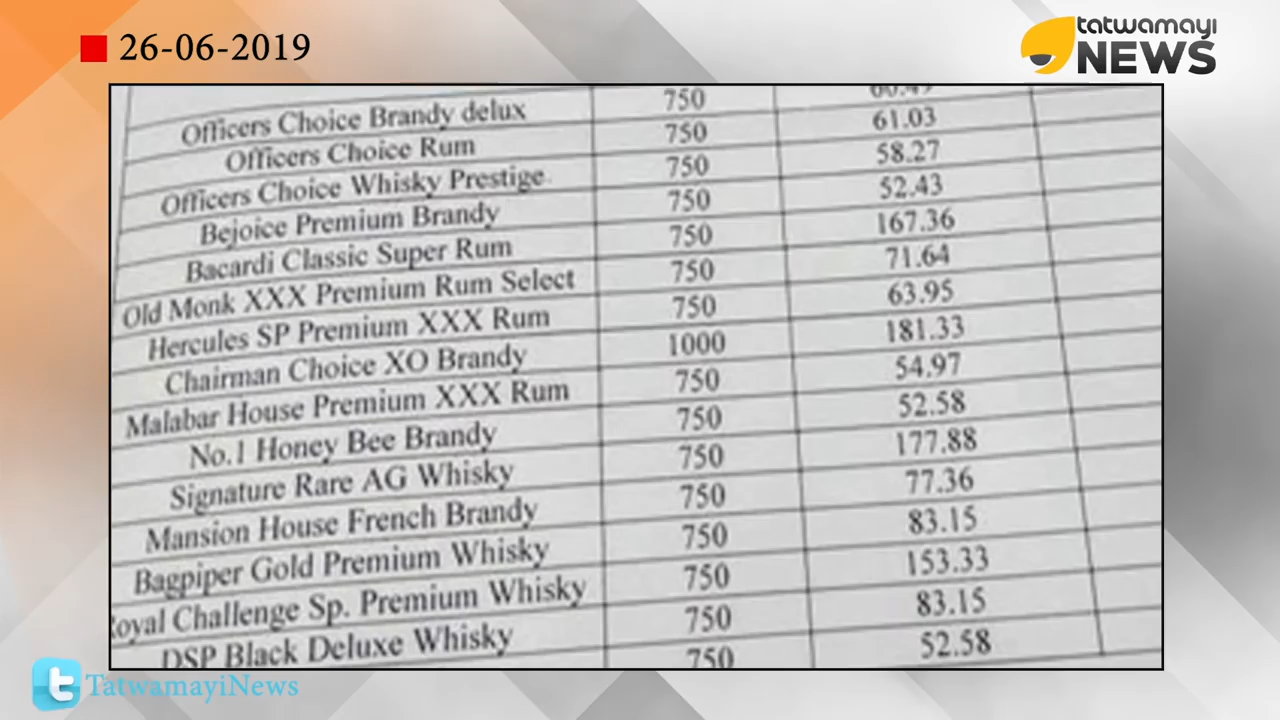 26-06-2019
tatwamayi
NEWS
Officers Choice Brandy delux 750 60.49
Officers Choice Rum 750 61.03
Officers Choice Whisky Prestige 750 58.27
Bejoice Premium Brandy 750 52.43
Bacardi Classic Super Rum 750 167.36
Old Monk XXX Premium Rum Select 750 71.64
Hercules SP Premium XXX Rum 750 63.95
Chairman Choice XO Brandy 1000 181.33
Malabar House Premium XXX Rum 750 54.97
No.1 Honey Bee Brandy 750 52.58
Signature Rare AG Whisky 750 177.88
Mansion House French Brandy 750 77.36
Bagpiper Gold Premium Whisky 750 83.15
Royal Challenge Sp. Premium Whisky 750 153.33
DSP Black Deluxe Whisky 750 83.15
750 52.58
TatwamayiNews